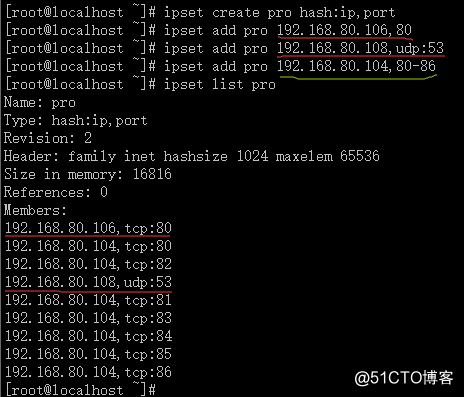 [root@localhost ~]# ipset create pro hash:ip,port
[root@localhost ~]# ipset add pro 192.168.80.106,80
[root@localhost ~]# ipset add pro 192.168.80.108,udp:53
[root@localhost ~]# ipset add pro 192.168.80.104,80-86
[root@localhost ~]# ipset list pro
Name: pro
Type: hash:ip,port
Revision: 2
Header: family inet hashsize 1024 maxelem 65536
Size in memory: 16816
References: 0
Members:
192.168.80.106,tcp:80
192.168.80.104,tcp:80
192.168.80.104,tcp:82
192.168.80.108,udp:53
192.168.80.104,tcp:81
192.168.80.104,tcp:83
192.168.80.104,tcp:84
192.168.80.104,tcp:85
192.168.80.104,tcp:86
[root@localhost ~]#
@51CTO博客